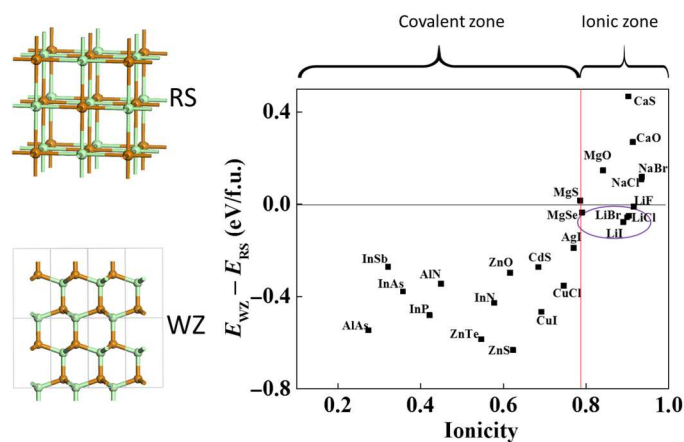 Covalent zone
Ionic zone
RS
WZ
E_WZ − E_RS (eV/f.u.)
0.4
0.0
−0.4
−0.8
CaS
CaO
MgO
NaBr
NaCl
MgS
LiF
MgSe
LiBr
LiCl
LiI
AgI
InSb
AlN
ZnO
CdS
InAs
CuCl
InP
InN
CuI
AlAs
ZnTe
ZnS
0.2
0.4
0.6
0.8
1.0
Ionicity